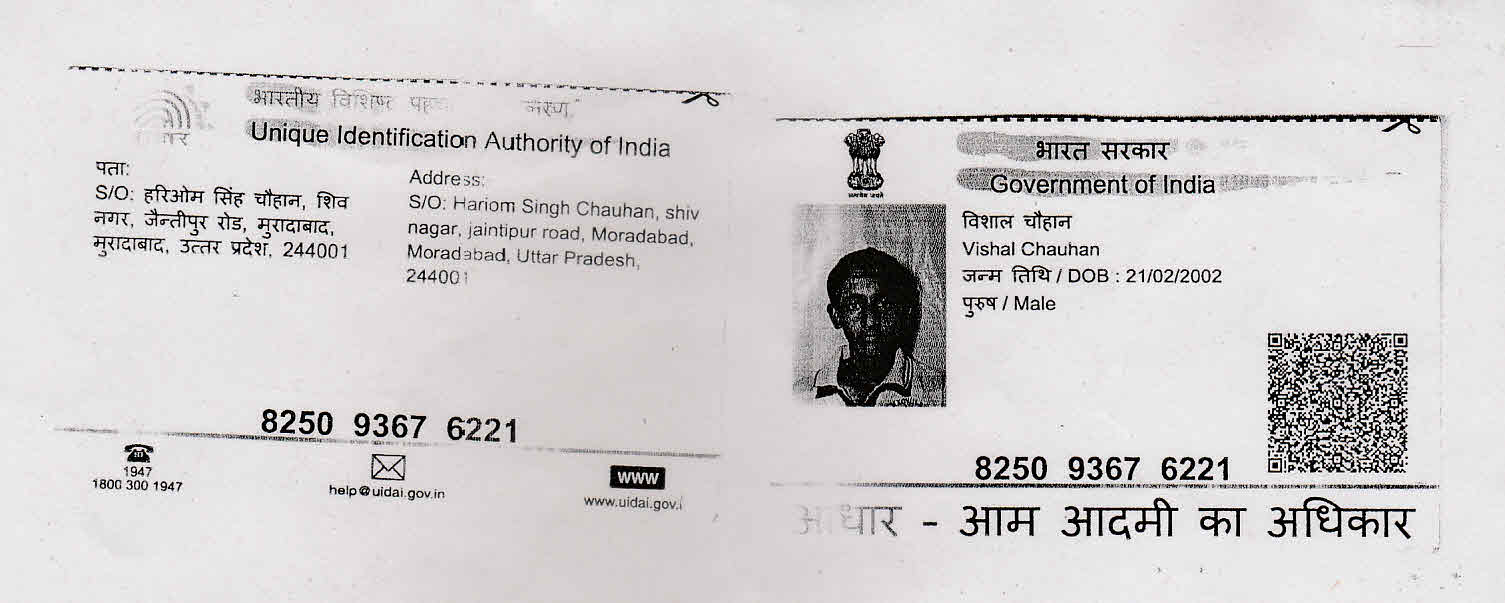 भारतीय विशिष्ट
Unique Identification Authority of India
पता:
S/O: हरिओम सिंह चौहान, शिव
नगर, जैन्तीपुर रोड, मुरादाबाद,
मुरादाबाद, उत्तर प्रदेश, 244001
Address:
S/O: Hariom Singh Chauhan, shiv
nagar, jaintipur road, Moradabad,
Moradabad, Uttar Pradesh,
244001
8250 9367 6221
1947
1800 300 1947
help@uidai.gov.in
www
www.uidai.gov.i
भारत सरकार
Government of India
विशाल चौहान
Vishal Chauhan
जन्म तिथि / DOB : 21/02/2002
पुरुष / Male
8250 9367 6221
आधार - आम आदमी का अधिकार